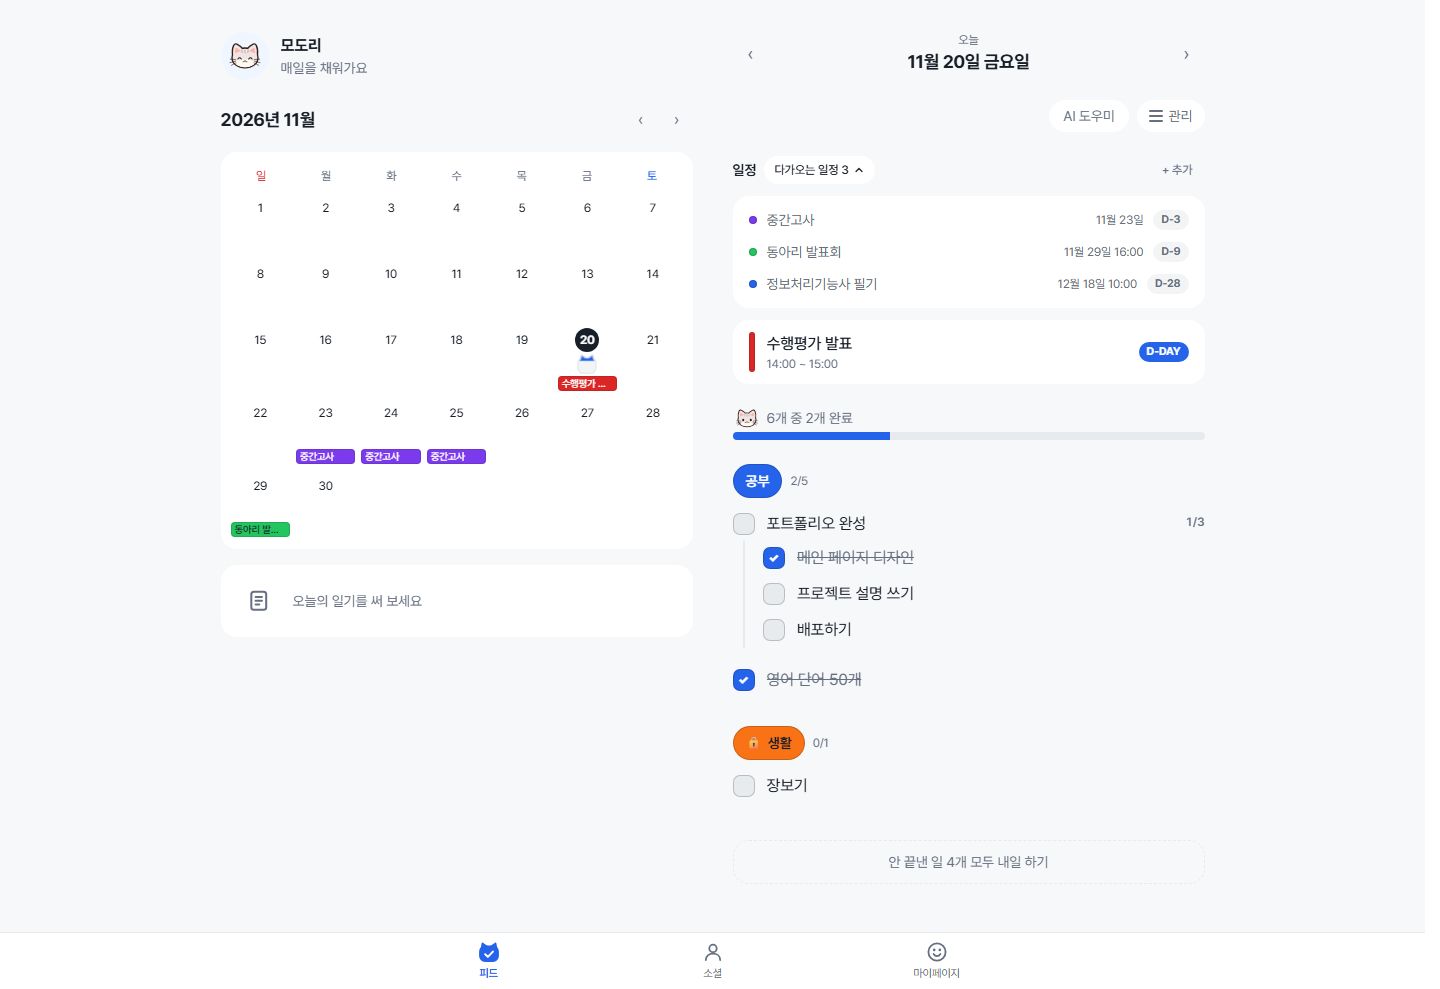 모도리
매일을 채워가요
2026년 11월
‹ ›
일 월 화 수 목 금 토
1 2 3 4 5 6 7
8 9 10 11 12 13 14
15 16 17 18 19 20 21
수행평가 ...
22 23 24 25 26 27 28
중간고사 중간고사 중간고사
29 30
동아리 발...
오늘의 일기를 써 보세요
오늘
‹ 11월 20일 금요일 ›
AI 도우미 관리
일정 다가오는 일정 3 + 추가
중간고사 11월 23일 D-3
동아리 발표회 11월 29일 16:00 D-9
정보처리기능사 필기 12월 18일 10:00 D-28
수행평가 발표
14:00 ~ 15:00
D-DAY
6개 중 2개 완료
공부 2/5
포트폴리오 완성 1/3
메인 페이지 디자인
프로젝트 설명 쓰기
배포하기
영어 단어 50개
생활 0/1
장보기
안 끝낸 일 4개 모두 내일 하기
피드 소셜 마이페이지